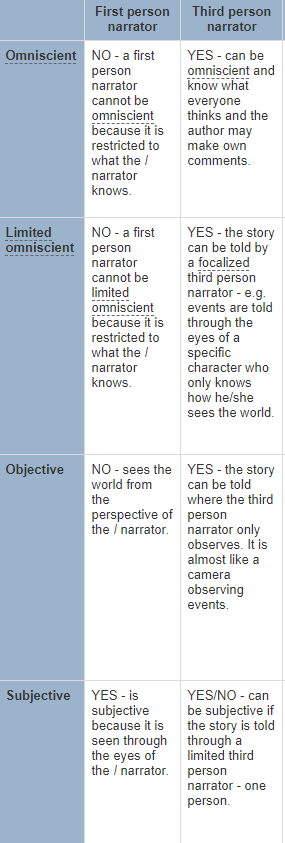 First person
narrator
Third person
narrator
Omniscient
NO - a first
person
narrator
cannot be
omniscient
because it is
restricted to
what the I
narrator
knows.
YES - can be
omniscient and
know what
everyone
thinks and the
author may
make own
comments.
Limited
omniscient
NO - a first
person
narrator
cannot be
limited
omniscient
because it is
restricted to
what the I
narrator
knows.
YES - the story
can be told by
a focalized
third person
narrator - e.g.
events are told
through the
eyes of a
specific
character who
only knows
how he/she
sees the world.
Objective
NO - sees the
world from
the
perspective of
the I narrator.
YES - the story
can be told
where the third
person
narrator only
observes. It is
almost like a
camera
observing
events.
Subjective
YES - is
subjective
because it is
seen through
the eyes of
the I narrator.
YES/NO - can
be subjective if
the story is told
through a
limited third
person
narrator - one
person.